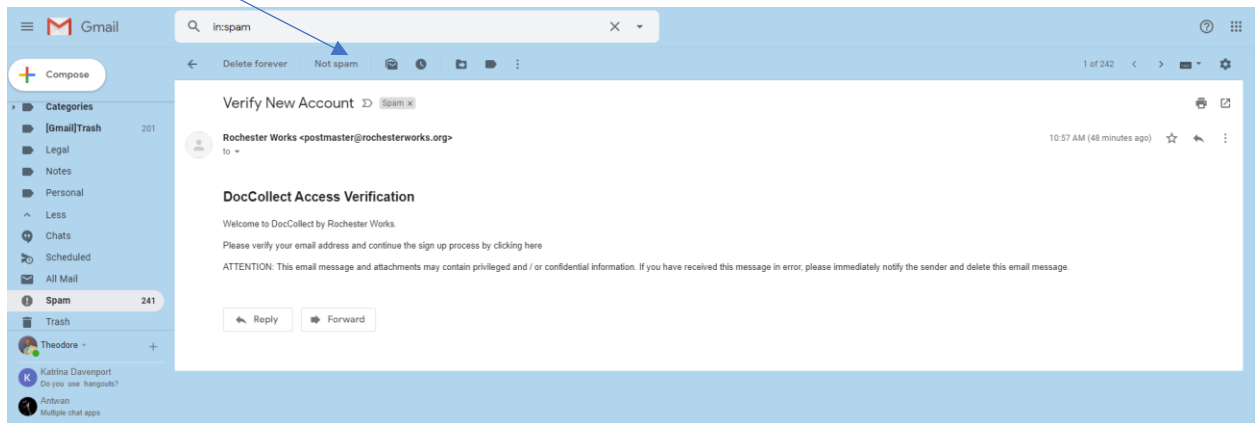 Gmail
in:spam
Compose
Delete forever Not spam
1 of 242
Categories
[Gmail]Trash 201
Legal
Notes
Personal
Less
Chats
Scheduled
All Mail
Spam 241
Trash
Theodore
Katrina Davenport
Do you use hangouts?
Antwan
Multiple chat apps
Verify New Account Spam x
Rochester Works <postmaster@rochesterworks.org> 10:57 AM (48 minutes ago)
to
DocCollect Access Verification
Welcome to DocCollect by Rochester Works.
Please verify your email address and continue the sign up process by clicking here
ATTENTION: This email message and attachments may contain privileged and / or confidential information. If you have received this message in error, please immediately notify the sender and delete this email message.
Reply Forward
K